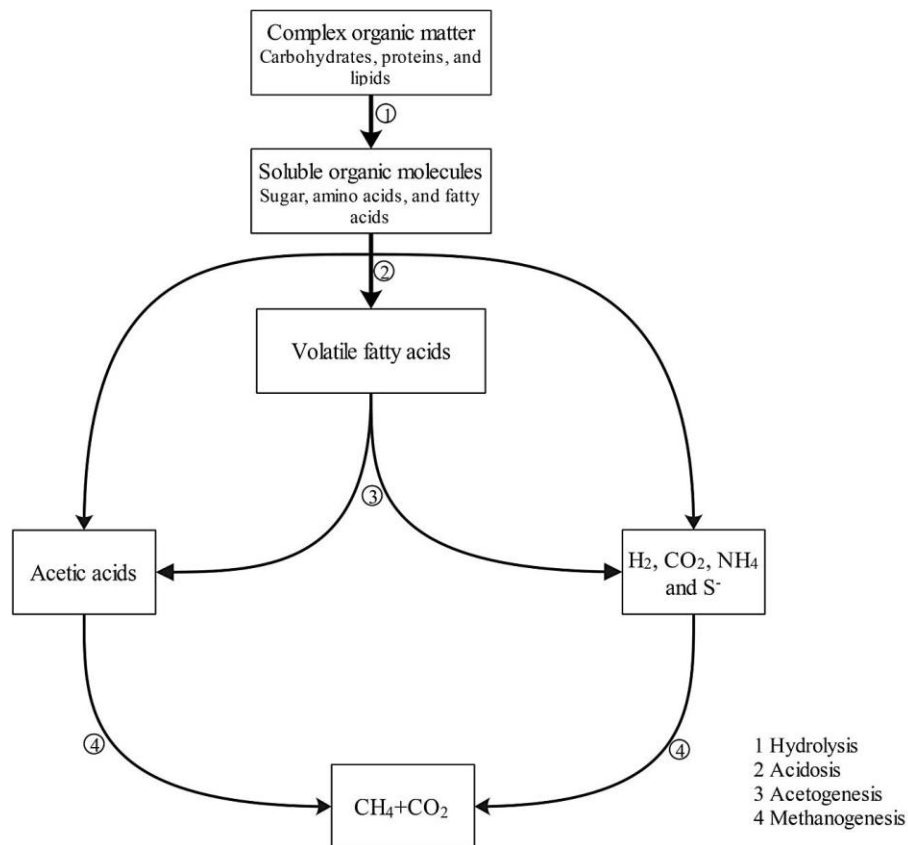 Complex organic matter
Carbohydrates, proteins, and
lipids
①
Soluble organic molecules
Sugar, amino acids, and fatty
acids
②
Volatile fatty acids
③
Acetic acids
H₂, CO₂, NH₄
and S⁻
④
④
CH₄+CO₂
1 Hydrolysis
2 Acidosis
3 Acetogenesis
4 Methanogenesis